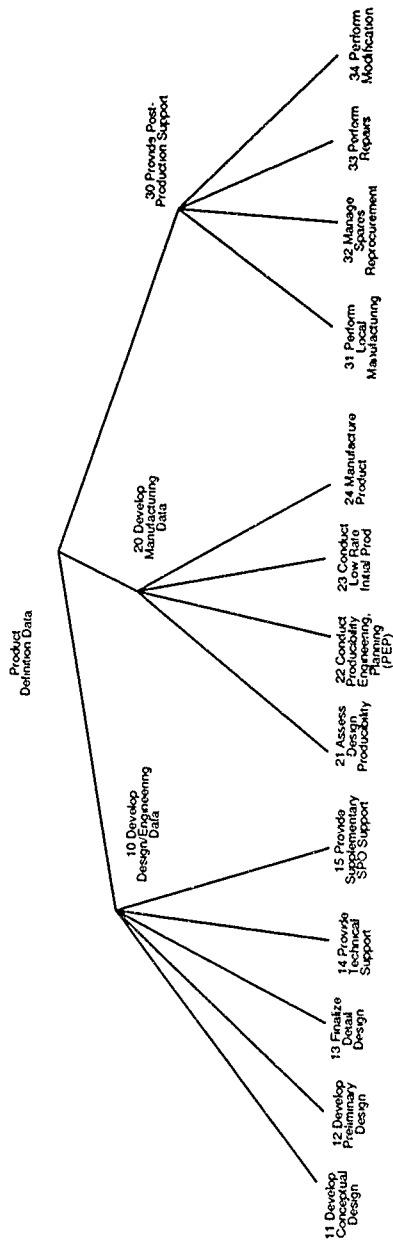 Product
Definition Data
10 Develop
Design/Engineering
Data
20 Develop
Manufacturing
Data
30 Provide Post-
Production Support
11 Develop
Conceptual
Design
12 Develop
Preliminary
Design
13 Finalize
Detail
Design
14 Provide
Technical
Support
15 Provide
Supplementary
SPO Support
21 Assess
Design
Producibility
22 Conduct
Producibility
Engineering,
Planning
(PEP)
23 Conduct
Low Rate
Initial Prod
24 Manufacture
Product
31 Perform
Local
Manufacturing
32 Manage
Spares
Reprocurement
33 Perform
Repairs
34 Perform
Modification